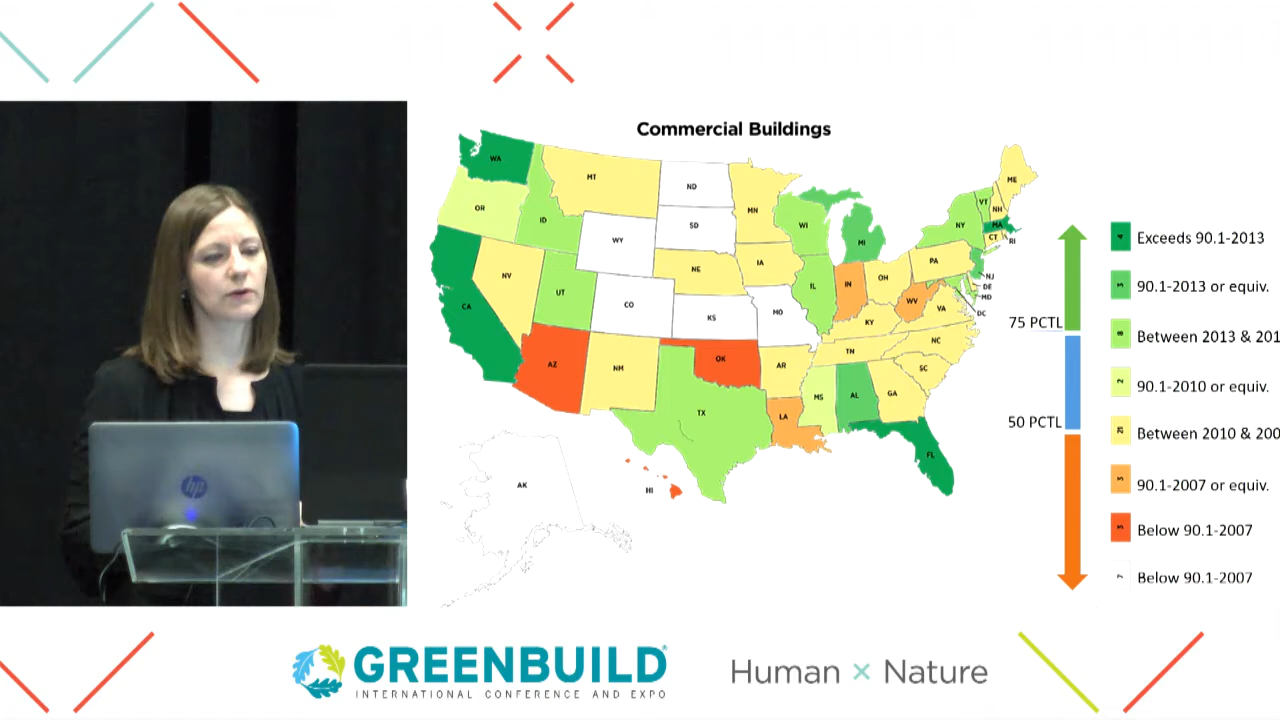 Commercial Buildings
WA
MT
ND
MN
ME
OR
ID
SD
WI
MI
NY
VT
NH
MA
CT
RI
WY
NV
UT
CO
NE
IA
IL
IN
OH
PA
NJ
DE
MD
DC
WV
VA
CA
KS
MO
KY
NC
TN
SC
AZ
NM
OK
AR
MS
AL
GA
TX
LA
FL
AK
HI
75 PCTL
50 PCTL
4 Exceeds 90.1-2013
90.1-2013 or equiv.
8 Between 2013 & 201
2 90.1-2010 or equiv.
Between 2010 & 200
90.1-2007 or equiv.
Below 90.1-2007
7 Below 90.1-2007
hp
GREENBUILD
INTERNATIONAL CONFERENCE AND EXPO
Human × Nature